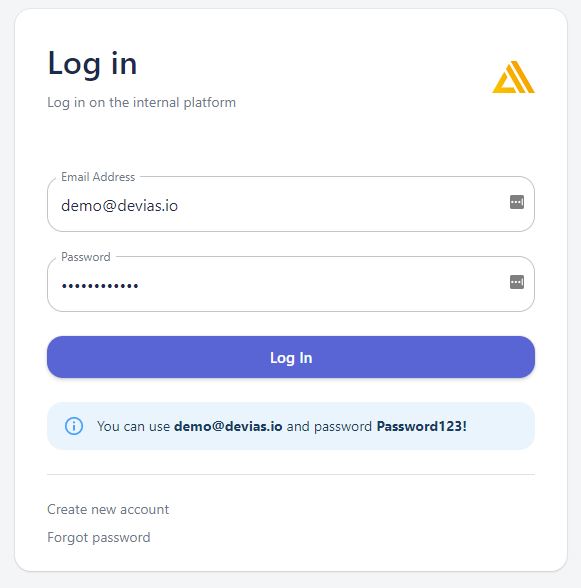 Log in
Log in on the internal platform
Email Address
demo@devias.io
Password
••••••••••••
Log In
You can use demo@devias.io and password Password123!
Create new account
Forgot password